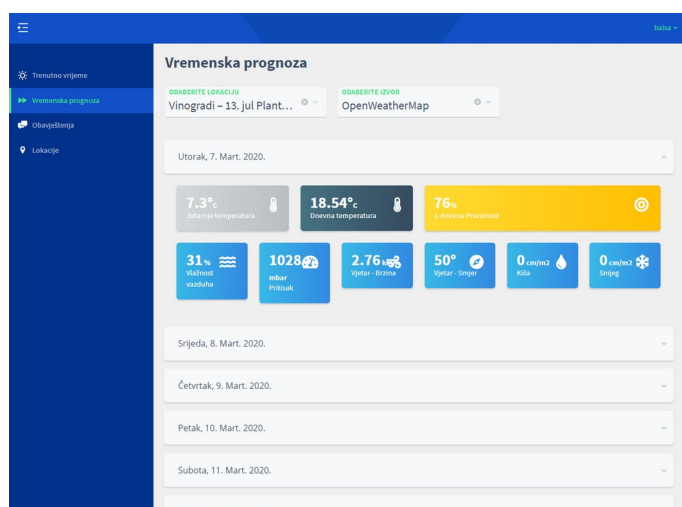 balsa
Trenutno vrijeme
Vremenska prognoza
Obavještenja
Lokacije
Vremenska prognoza
ODABERITE LOKACIJU
Vinogradi – 13. jul Plant...
ODABERITE IZVOR
OpenWeatherMap
Utorak, 7. Mart. 2020.
7.3°c
Jutarnja temperatura
18.54°c
Dnevna temperatura
76%
5-dnevna Preciznost
31 %
Vlažnost
vazduha
1028
mbar
Pritisak
2.76
Vjetar - Brzina
50°
Vjetar - Smjer
0 cm/m2
Kiša
0 cm/m2
Snijeg
Srijeda, 8. Mart. 2020.
Četvrtak, 9. Mart. 2020.
Petak, 10. Mart. 2020.
Subota, 11. Mart. 2020.